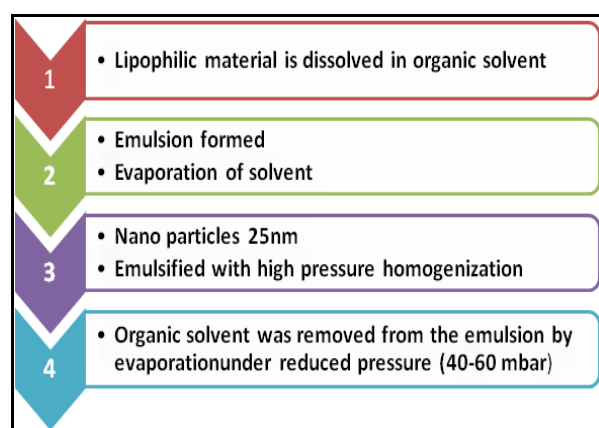 1
• Lipophilic material is dissolved in organic solvent
2
• Emulsion formed
• Evaporation of solvent
3
• Nano particles 25nm
• Emulsified with high pressure homogenization
4
• Organic solvent was removed from the emulsion by
evaporationunder reduced pressure (40-60 mbar)